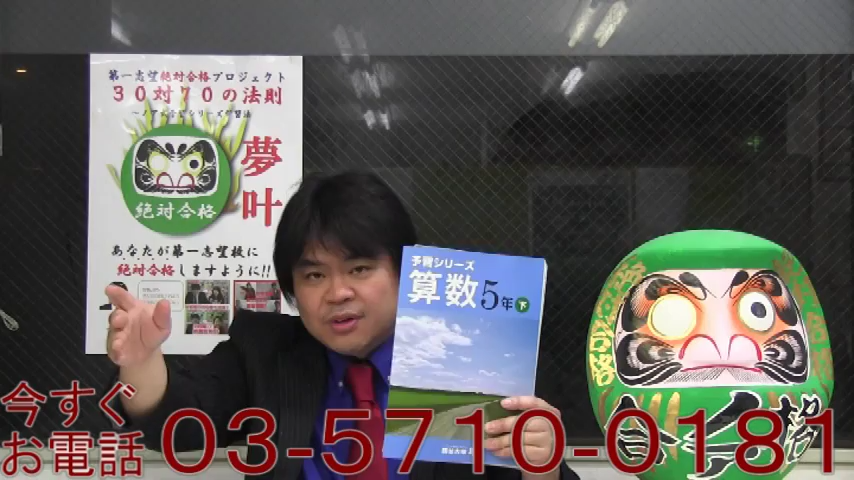 第一志望絶対合格プロジェクト
30対70の法則
夢
叶
絶対合格
あなたが第一志望校に
絶対合格しますように!!
予習シリーズ
算数5年下
合格
今すぐ
お電話
03-5710-0181